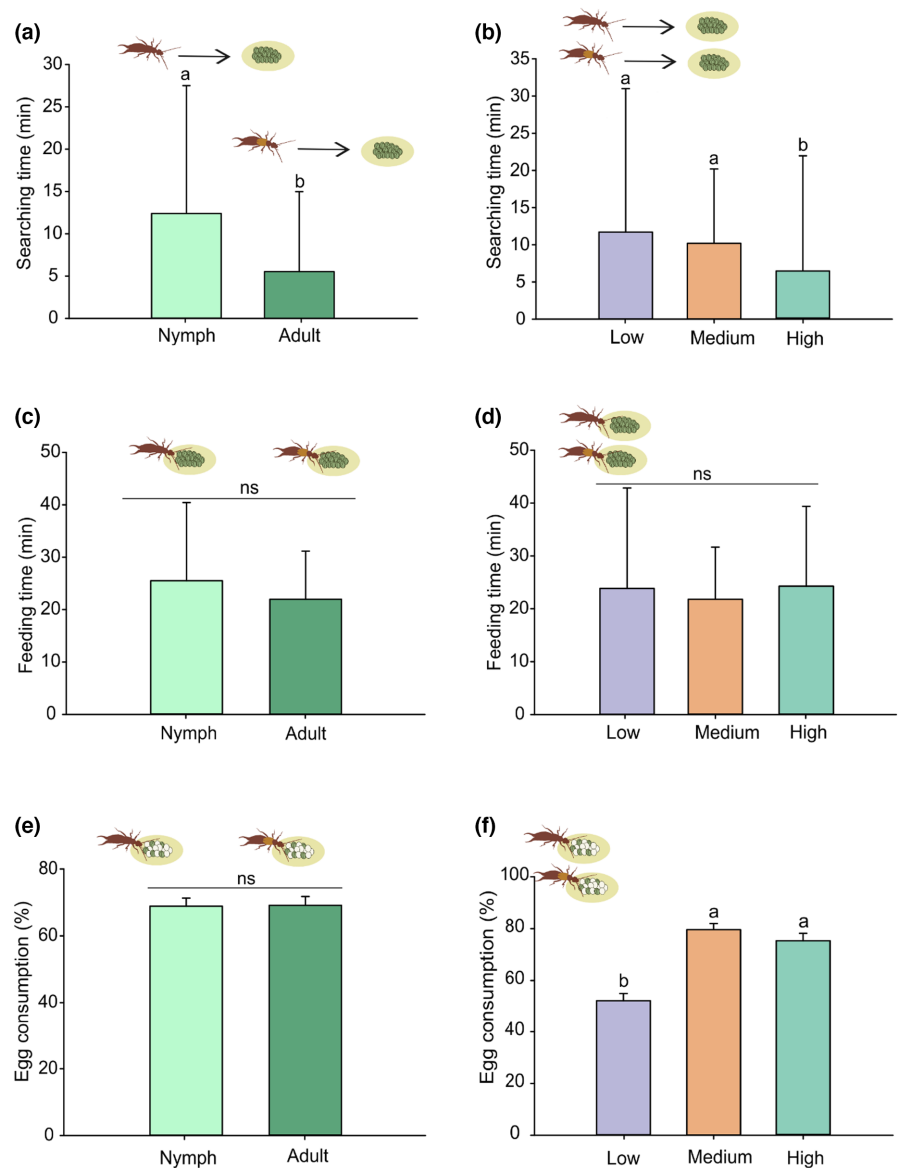 (a)
Searching time (min)
30
25
20
15
10
5
0
a
b
Nymph Adult
(b)
Searching time (min)
35
30
25
20
15
10
5
0
a
a
b
Low Medium High
(c)
Feeding time (min)
50
40
30
20
10
0
ns
Nymph Adult
(d)
Feeding time (min)
50
40
30
20
10
0
ns
Low Medium High
(e)
Egg consumption (%)
80
60
40
20
0
ns
Nymph Adult
(f)
Egg consumption (%)
100
80
60
40
20
0
b
a
a
Low Medium High